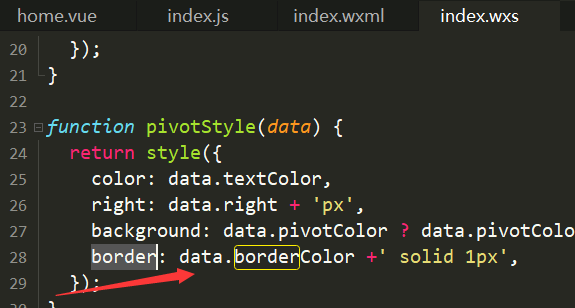 home.vue index.js index.wxml index.wxs
20 });
21 }
22
23 function pivotStyle(data) {
24 return style({
25 color: data.textColor,
26 right: data.right + 'px',
27 background: data.pivotColor ? data.pivotColo
28 border: data.borderColor +' solid 1px',
29 });